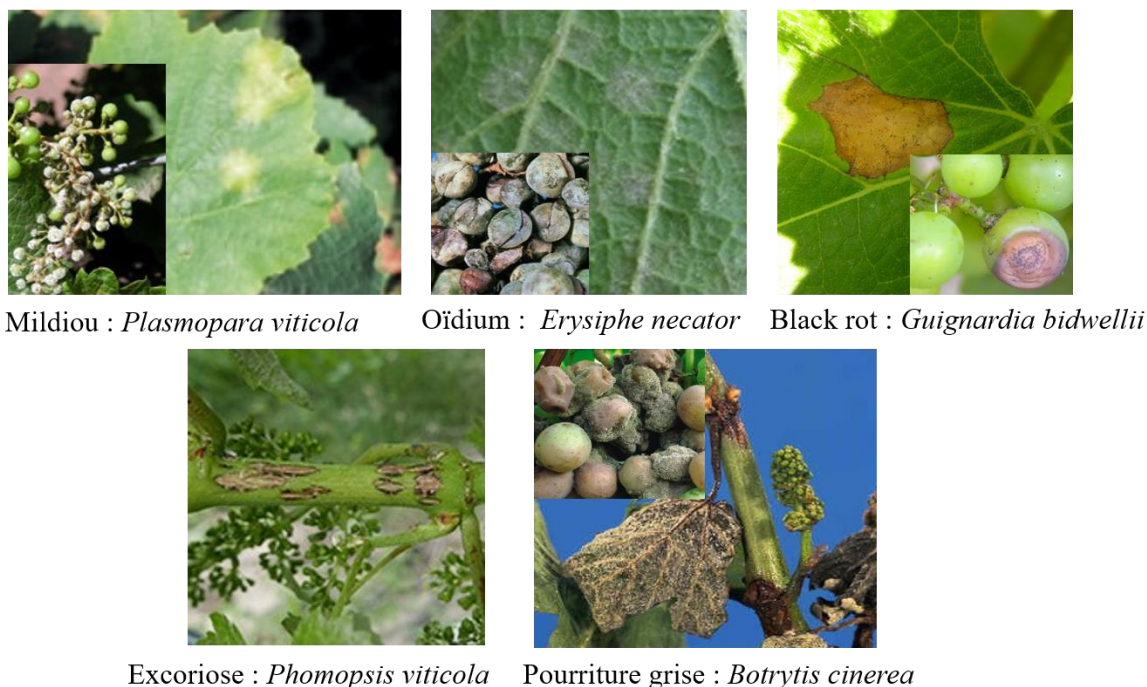 Mildiou : Plasmopara viticola
Oïdium : Erysiphe necator
Black rot : Guignardia bidwellii
Excoriose : Phomopsis viticola
Pourriture grise : Botrytis cinerea